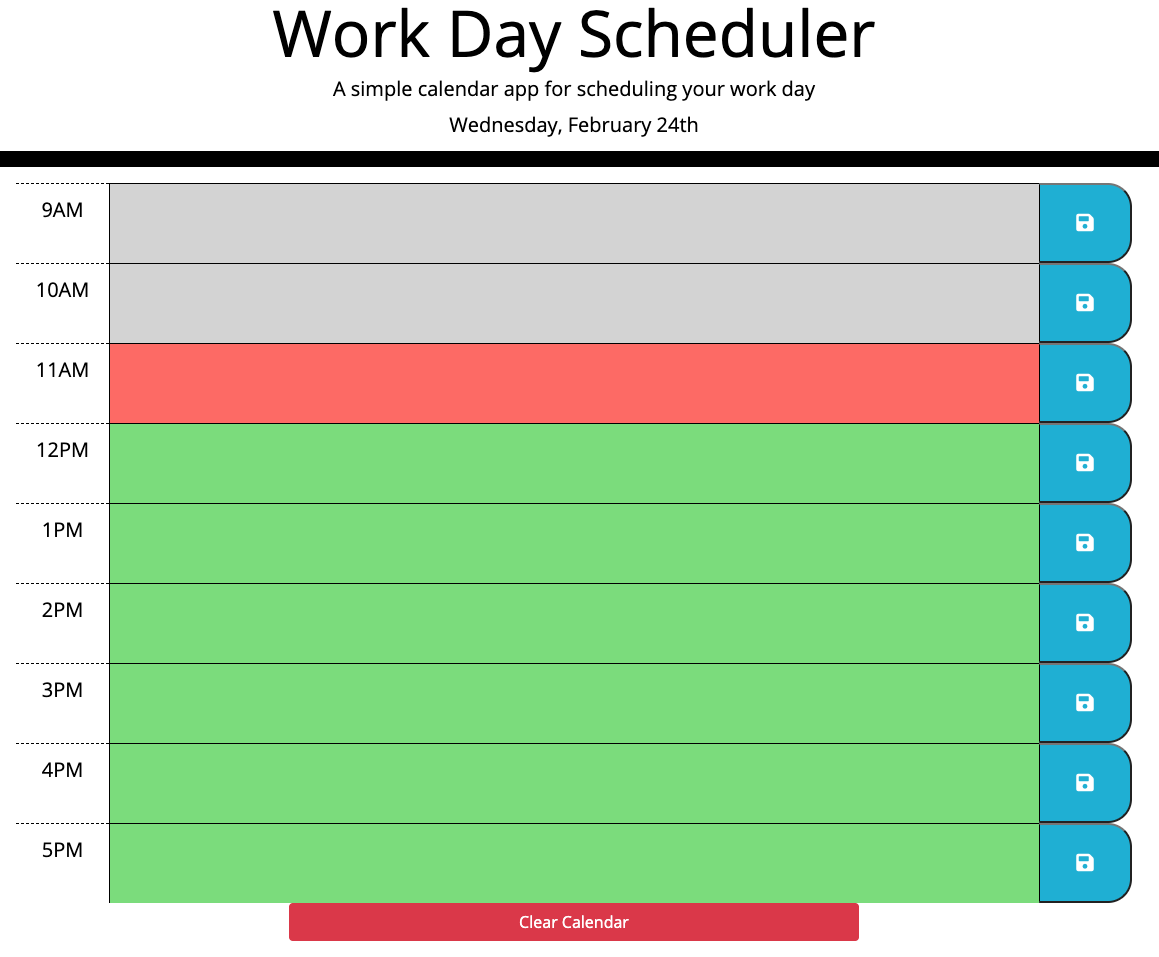 Work Day Scheduler
A simple calendar app for scheduling your work day
Wednesday, February 24th
9AM
10AM
11AM
12PM
1PM
2PM
3PM
4PM
5PM
Clear Calendar